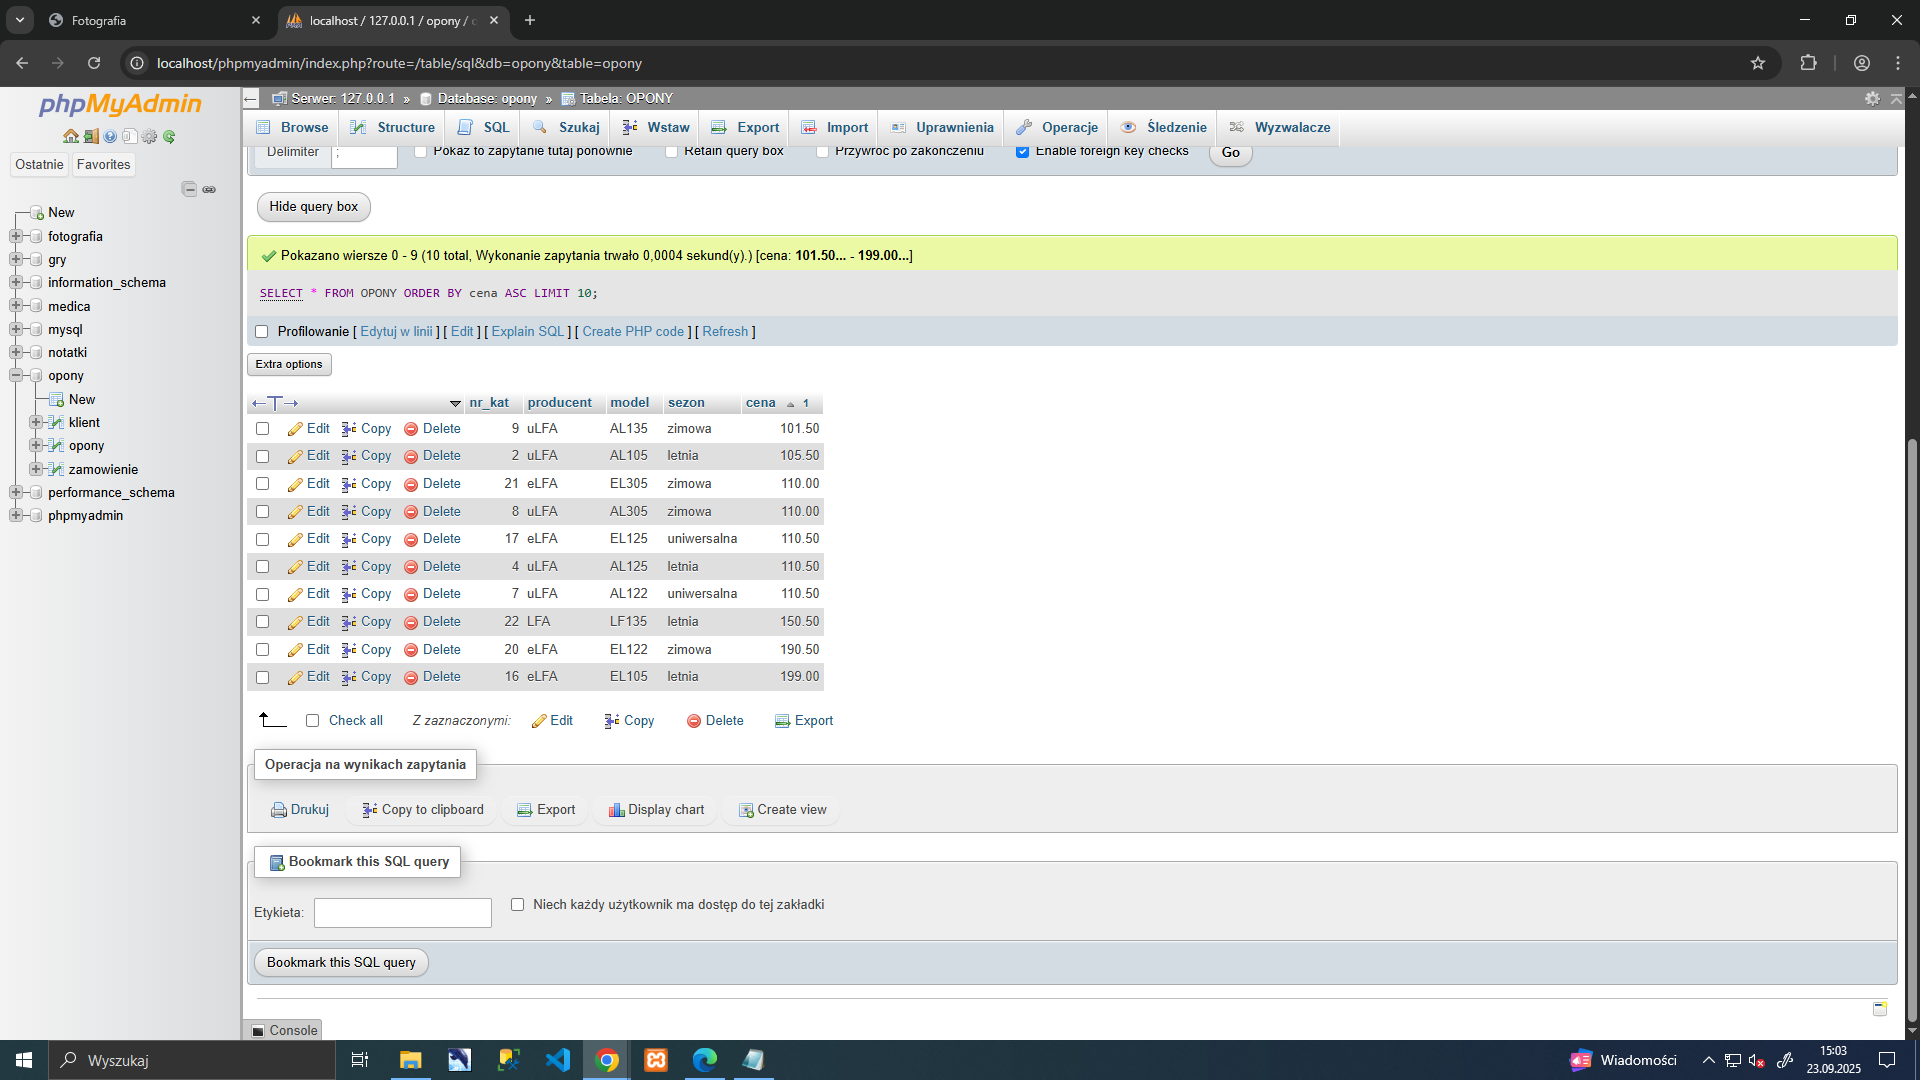 Fotografia
localhost / 127.0.0.1 / opony / o
localhost/phpmyadmin/index.php?route=/table/sql&db=opony&table=opony
phpMyAdmin
Ostatnie Favorites
New
fotografia
gry
information_schema
medica
mysql
notatki
opony
New
klient
opony
zamowienie
performance_schema
phpmyadmin
Serwer: 127.0.0.1 » Database: opony » Tabela: OPONY
Browse Structure SQL Szukaj Wstaw Export Import Uprawnienia Operacje Śledzenie Wyzwalacze
Delimiter ; Pokaż to zapytanie tutaj ponownie Retain query box Przywróć po zakończeniu Enable foreign key checks Go
Hide query box
Pokazano wiersze 0 - 9 (10 total, Wykonanie zapytania trwało 0,0004 sekund(y).) [cena: 101.50... - 199.00...]
SELECT * FROM OPONY ORDER BY cena ASC LIMIT 10;
Profilowanie [ Edytuj w linii ] [ Edit ] [ Explain SQL ] [ Create PHP code ] [ Refresh ]
Extra options
←T→ nr_kat producent model sezon cena 1
Edit Copy Delete 9 uLFA AL135 zimowa 101.50
Edit Copy Delete 2 uLFA AL105 letnia 105.50
Edit Copy Delete 21 eLFA EL305 zimowa 110.00
Edit Copy Delete 8 uLFA AL305 zimowa 110.00
Edit Copy Delete 17 eLFA EL125 uniwersalna 110.50
Edit Copy Delete 4 uLFA AL125 letnia 110.50
Edit Copy Delete 7 uLFA AL122 uniwersalna 110.50
Edit Copy Delete 22 LFA LF135 letnia 150.50
Edit Copy Delete 20 eLFA EL122 zimowa 190.50
Edit Copy Delete 16 eLFA EL105 letnia 199.00
Check all Z zaznaczonymi: Edit Copy Delete Export
Operacja na wynikach zapytania
Drukuj Copy to clipboard Export Display chart Create view
Bookmark this SQL query
Etykieta: Niech każdy użytkownik ma dostęp do tej zakładki
Bookmark this SQL query
Console
Wyszukaj
Wiadomości
15:03
23.09.2025